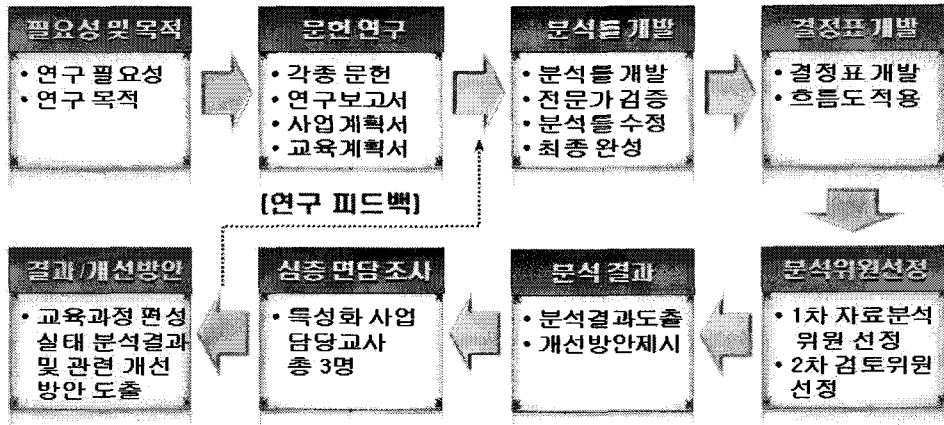 필요성 및 목적
• 연구 필요성
• 연구 목적
문헌 연구
• 각종 문헌
• 연구보고서
• 사업계획서
• 교육계획서
분석틀 개발
• 분석틀 개발
• 전문가 검증
• 분석틀 수정
• 최종 완성
결정표 개발
• 결정표 개발
• 흐름도 적용
[연구 피드백]
결과/개선방안
• 교육과정 편성
실태 분석결과
및 관련 개선
방안 도출
심층 면담 조사
• 특성화 사업
담당교사
총 3명
분석 결과
• 분석결과도출
• 개선방안제시
분석위원선정
• 1차 자료분석
위원 선정
• 2차 검토위원
선정